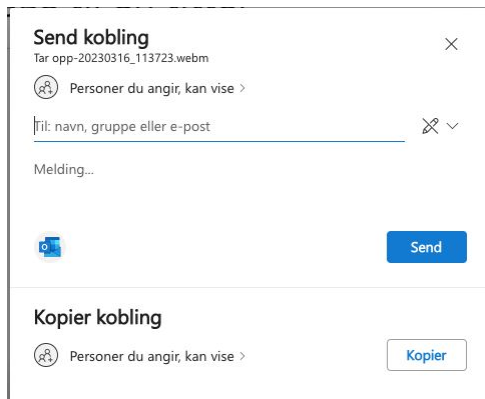 Send kobling
Tar opp-20230316_113723.webm
Personer du angir, kan vise >
Til: navn, gruppe eller e-post
Melding...
Send
Kopier kobling
Personer du angir, kan vise >
Kopier